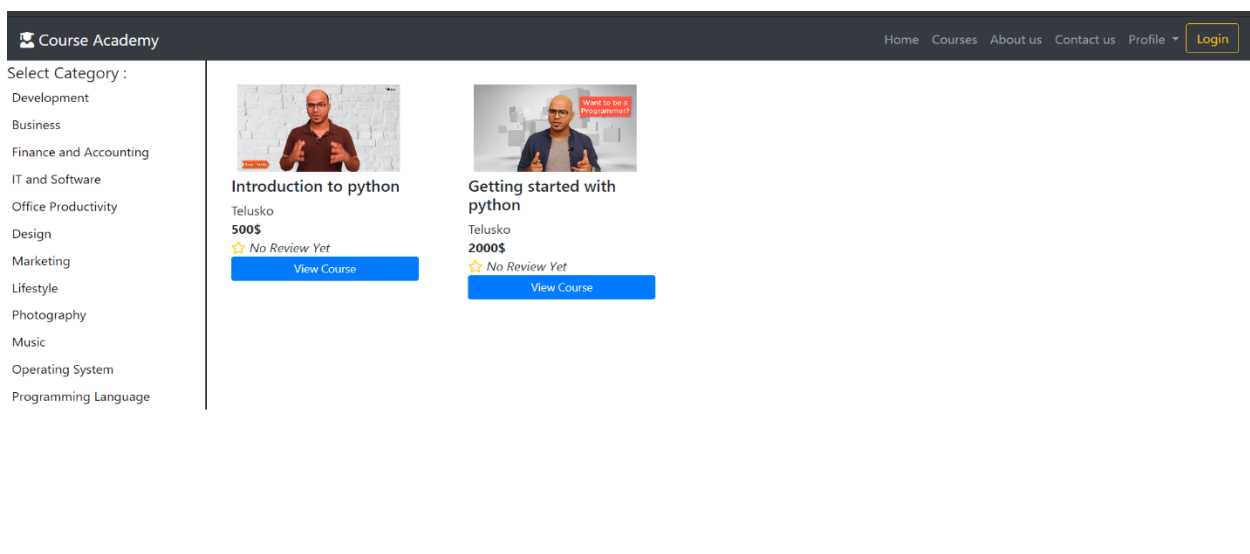 Course Academy
Home Courses About us Contact us Profile Login
Select Category :
Development
Business
Finance and Accounting
IT and Software
Office Productivity
Design
Marketing
Lifestyle
Photography
Music
Operating System
Programming Language
Introduction to python
Telusko
500$
No Review Yet
View Course
Want to be a
Programmer?
Getting started with
python
Telusko
2000$
No Review Yet
View Course